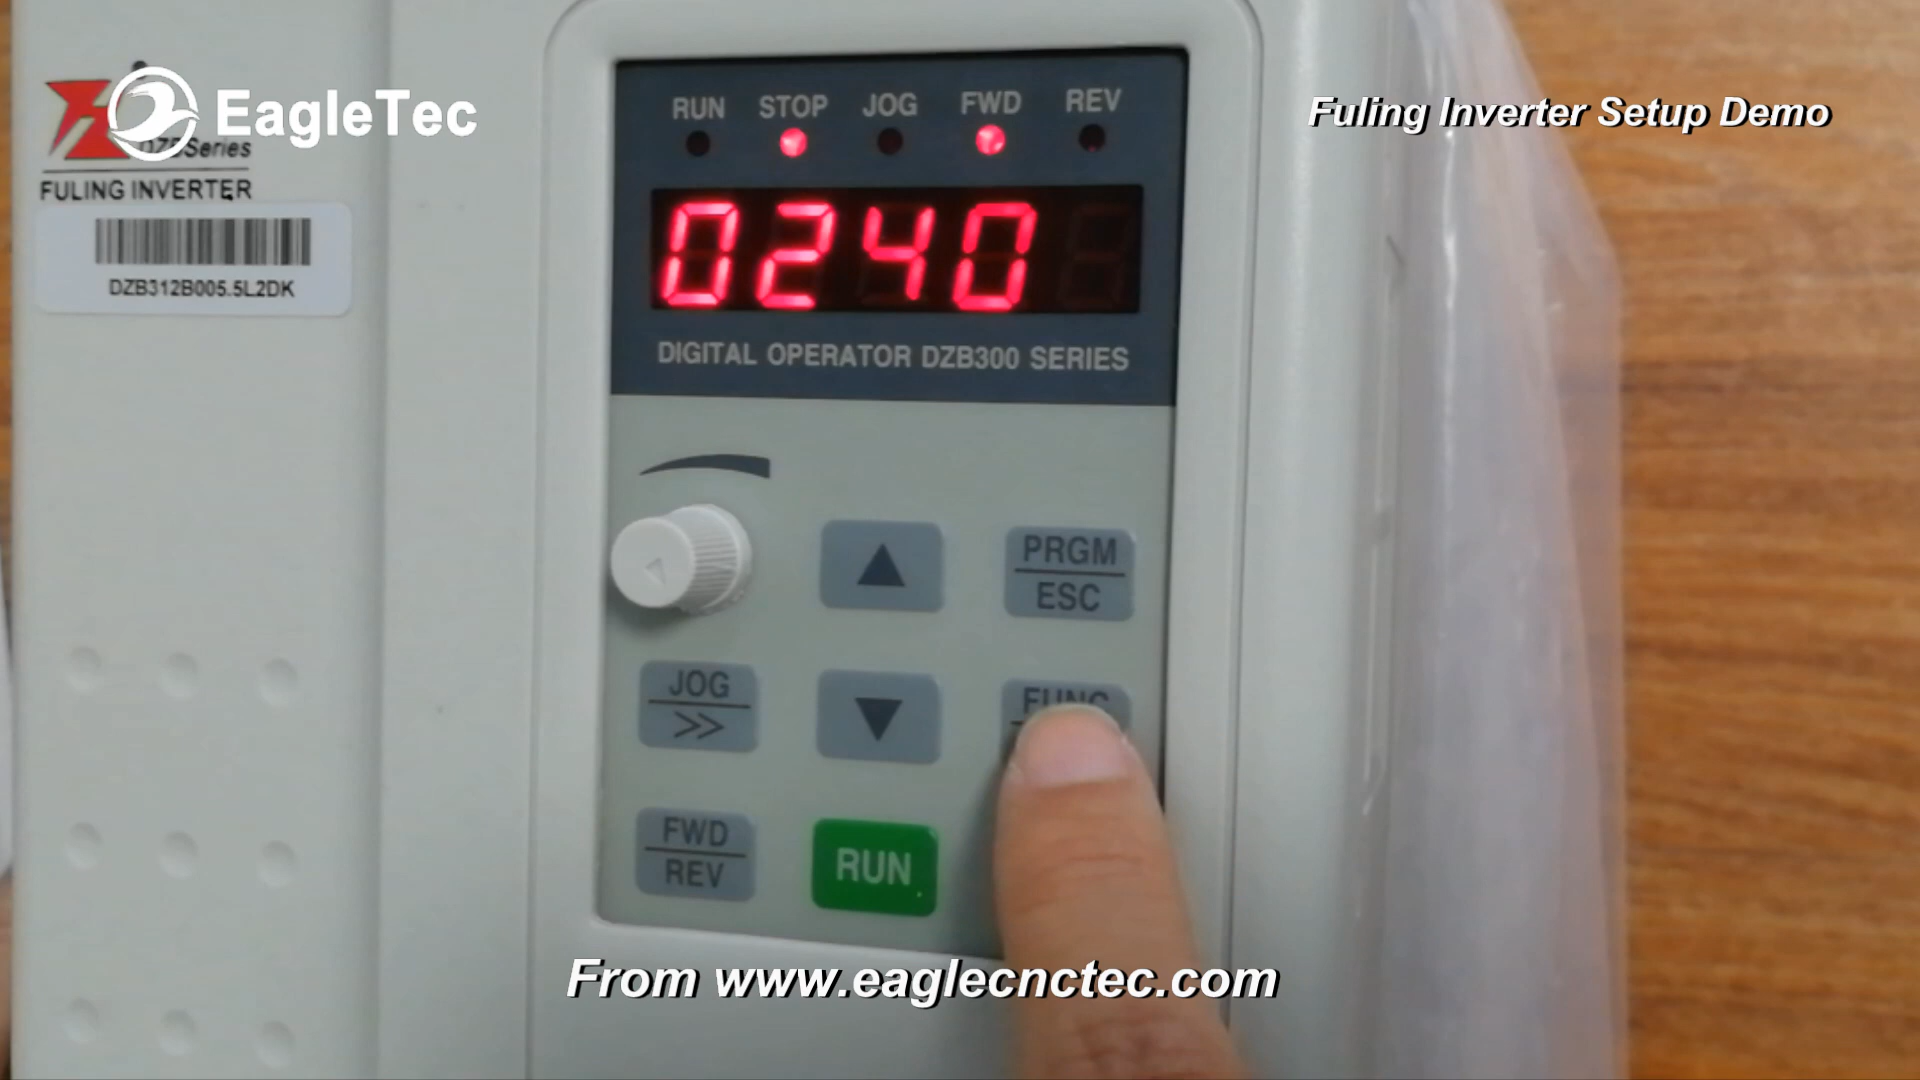 EagleTec
DZBSeries
FULING INVERTER
DZB312B005.5L2DK
Fuling Inverter Setup Demo
RUN STOP JOG FWD REV
0240
DIGITAL OPERATOR DZB300 SERIES
PRGM
ESC
JOG
>>
FUNC
FWD
REV
RUN
From www.eaglecnctec.com